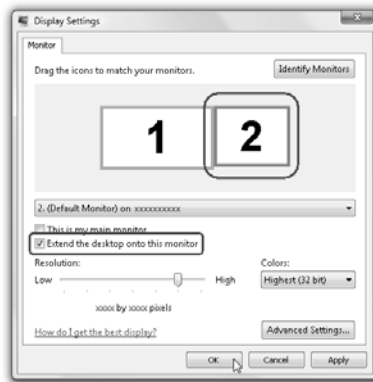 Display Settings
Monitor
Drag the icons to match your monitors.
Identify Monitors
1
2
2. (Default Monitor) on xxxxxxxxxx
This is my main monitor
Extend the desktop onto this monitor
Resolution:
Colors:
Low
High
Highest (32 bit)
xxxx by xxxx pixels
How do I get the best display?
Advanced Settings...
OK
Cancel
Apply